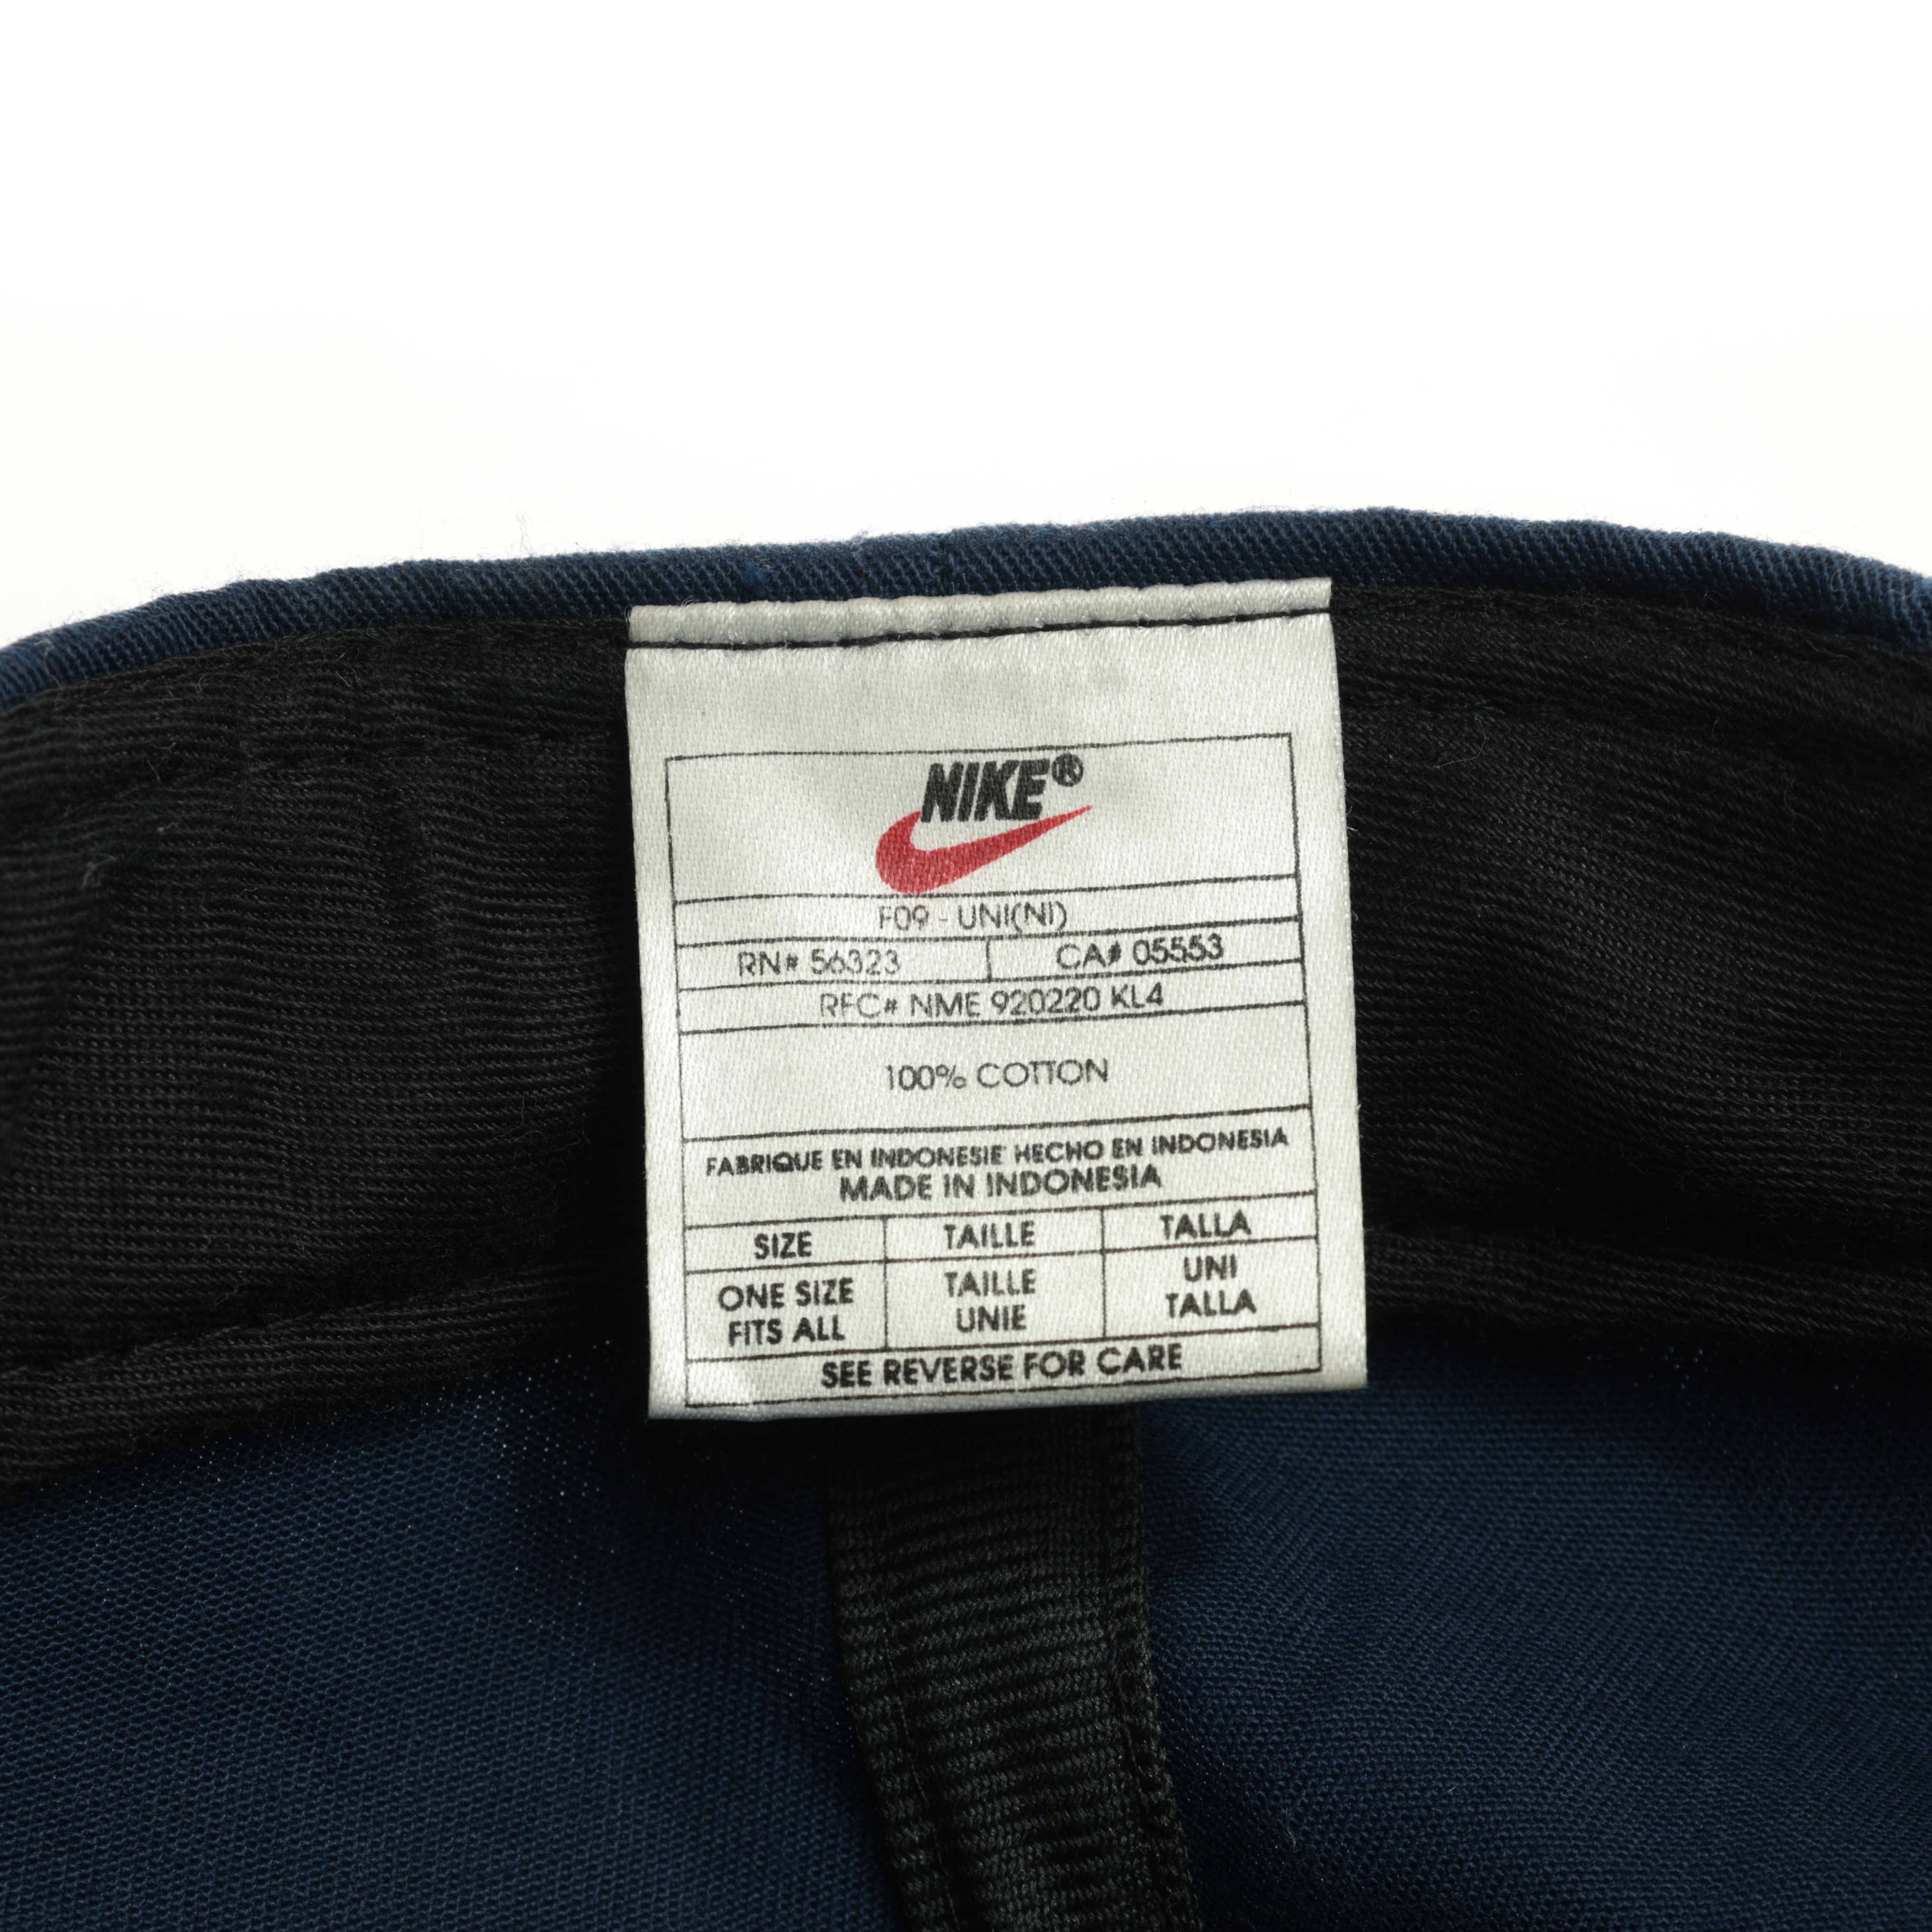 NIKE®
F09 - UNI(NI)
RN# 56323 CA# 05553
RFC# NME 920220 KL4
100% COTTON
FABRIQUE EN INDONESIE HECHO EN INDONESIA
MADE IN INDONESIA
SIZE TAILLE TALLA
ONE SIZE TAILLE UNI
FITS ALL UNIE TALLA
SEE REVERSE FOR CARE